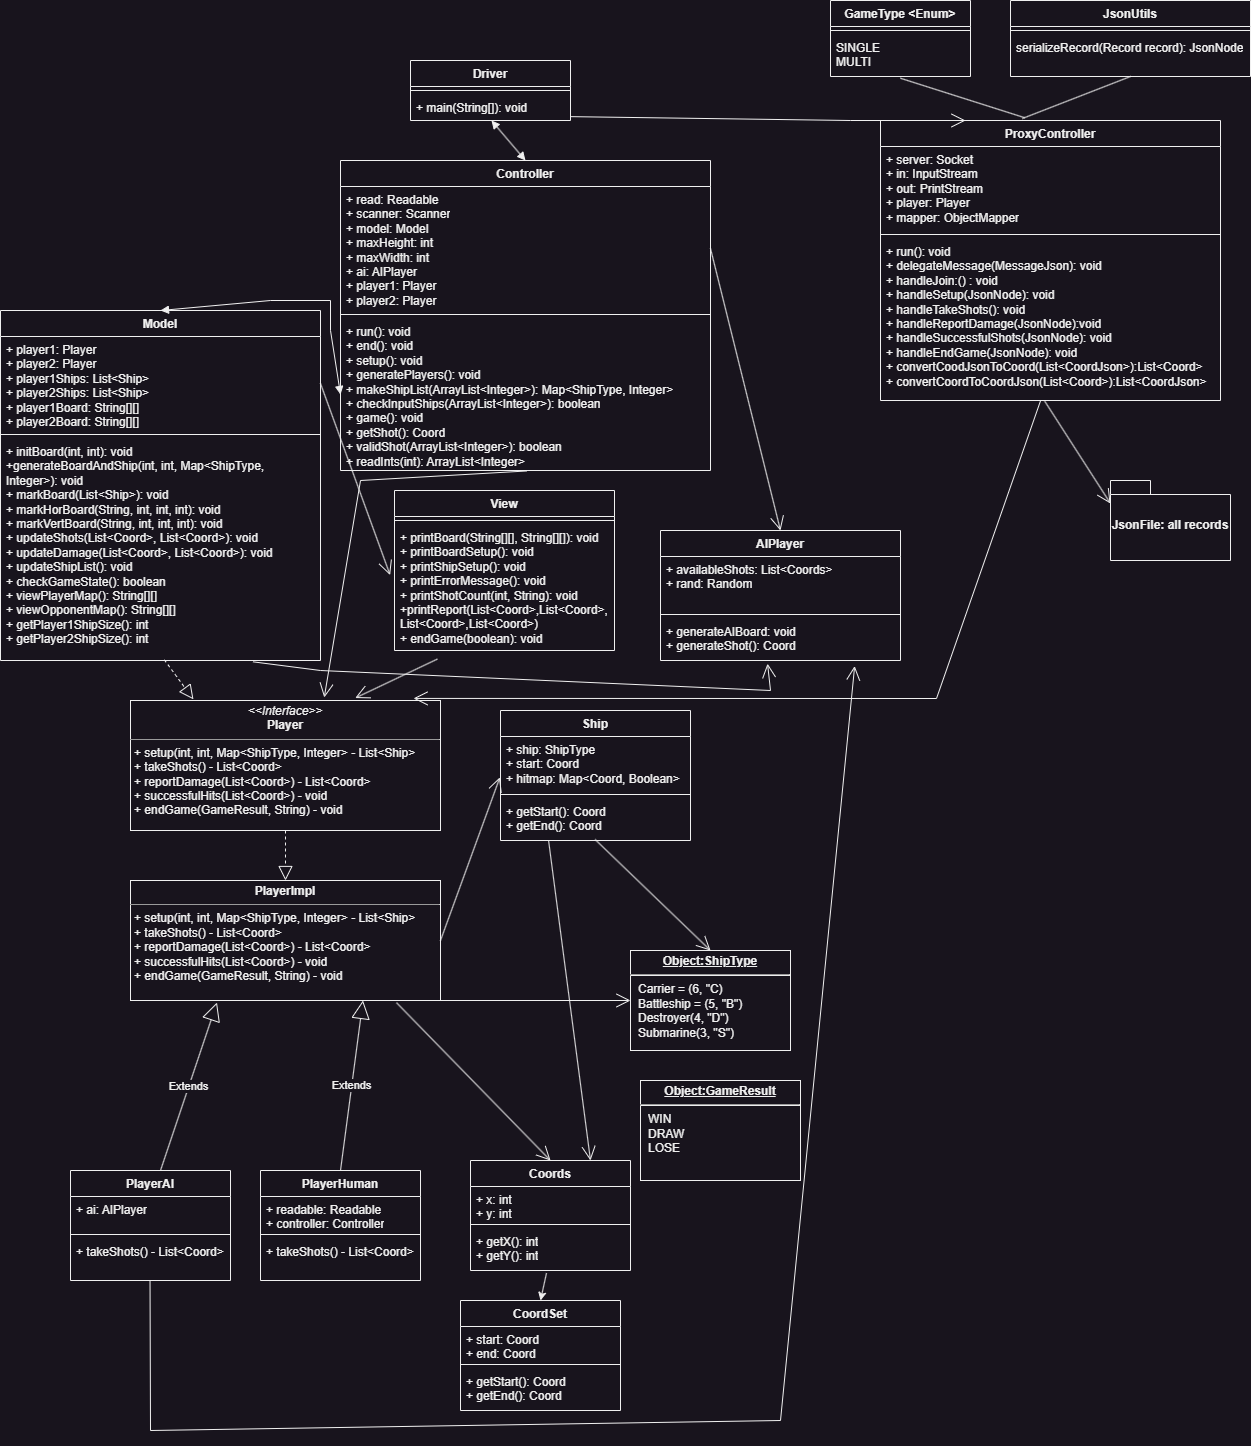 GameType <Enum>
SINGLE
MULTI
JsonUtils
serializeRecord(Record record): JsonNode
Driver
+ main(String[]): void
ProxyController
+ server: Socket
+ in: InputStream
+ out: PrintStream
+ player: Player
+ mapper: ObjectMapper
+ run(): void
+ delegateMessage(MessageJson): void
+ handleJoin:() : void
+ handleSetup(JsonNode): void
+ handleTakeShots(): void
+ handleReportDamage(JsonNode):void
+ handleSuccessfulShots(JsonNode): void
+ handleEndGame(JsonNode): void
+ convertCoodJsonToCoord(List<CoordJson>):List<Coord>
+ convertCoordToCoordJson(List<Coord>):List<CoordJson>
Controller
+ read: Readable
+ scanner: Scanner
+ model: Model
+ maxHeight: int
+ maxWidth: int
+ ai: AIPlayer
+ player1: Player
+ player2: Player
+ run(): void
+ end(): void
+ setup(): void
+ generatePlayers(): void
+ makeShipList(ArrayList<Integer>): Map<ShipType, Integer>
+ checkInputShips(ArrayList<Integer>): boolean
+ game(): void
+ getShot(): Coord
+ validShot(ArrayList<Integer>): boolean
+ readInts(int): ArrayList<Integer>
Model
+ player1: Player
+ player2: Player
+ player1Ships: List<Ship>
+ player2Ships: List<Ship>
+ player1Board: String[][]
+ player2Board: String[][]
+ initBoard(int, int): void
+generateBoardAndShip(int, int, Map<ShipType,
Integer>): void
+ markBoard(List<Ship>): void
+ markHorBoard(String, int, int, int): void
+ markVertBoard(String, int, int, int): void
+ updateShots(List<Coord>, List<Coord>): void
+ updateDamage(List<Coord>, List<Coord>): void
+ updateShipList(): void
+ checkGameState(): boolean
+ viewPlayerMap(): String[][]
+ viewOpponentMap(): String[][]
+ getPlayer1ShipSize(): int
+ getPlayer2ShipSize(): int
View
+ printBoard(String[][], String[][]): void
+ printBoardSetup(): void
+ printShipSetup(): void
+ printErrorMessage(): void
+ printShotCount(int, String): void
+printReport(List<Coord>,List<Coord>,
List<Coord>,List<Coord>)
+ endGame(boolean): void
JsonFile: all records
AIPlayer
+ availableShots: List<Coords>
+ rand: Random
+ generateAIBoard: void
+ generateShot(): Coord
<<Interface>>
Player
+ setup(int, int, Map<ShipType, Integer> - List<Ship>
+ takeShots() - List<Coord>
+ reportDamage(List<Coord>) - List<Coord>
+ successfulHits(List<Coord>) - void
+ endGame(GameResult, String) - void
Ship
+ ship: ShipType
+ start: Coord
+ hitmap: Map<Coord, Boolean>
+ getStart(): Coord
+ getEnd(): Coord
PlayerImpl
+ setup(int, int, Map<ShipType, Integer> - List<Ship>
+ takeShots() - List<Coord>
+ reportDamage(List<Coord>) - List<Coord>
+ successfulHits(List<Coord>) - void
+ endGame(GameResult, String) - void
Object:ShipType
Carrier = (6, "C)
Battleship = (5, "B")
Destroyer(4, "D")
Submarine(3, "S")
Extends
Extends
Object:GameResult
WIN
DRAW
LOSE
PlayerAI
+ ai: AIPlayer
+ takeShots() - List<Coord>
PlayerHuman
+ readable: Readable
+ controller: Controller
+ takeShots() - List<Coord>
Coords
+ x: int
+ y: int
+ getX(): int
+ getY(): int
CoordSet
+ start: Coord
+ end: Coord
+ getStart(): Coord
+ getEnd(): Coord